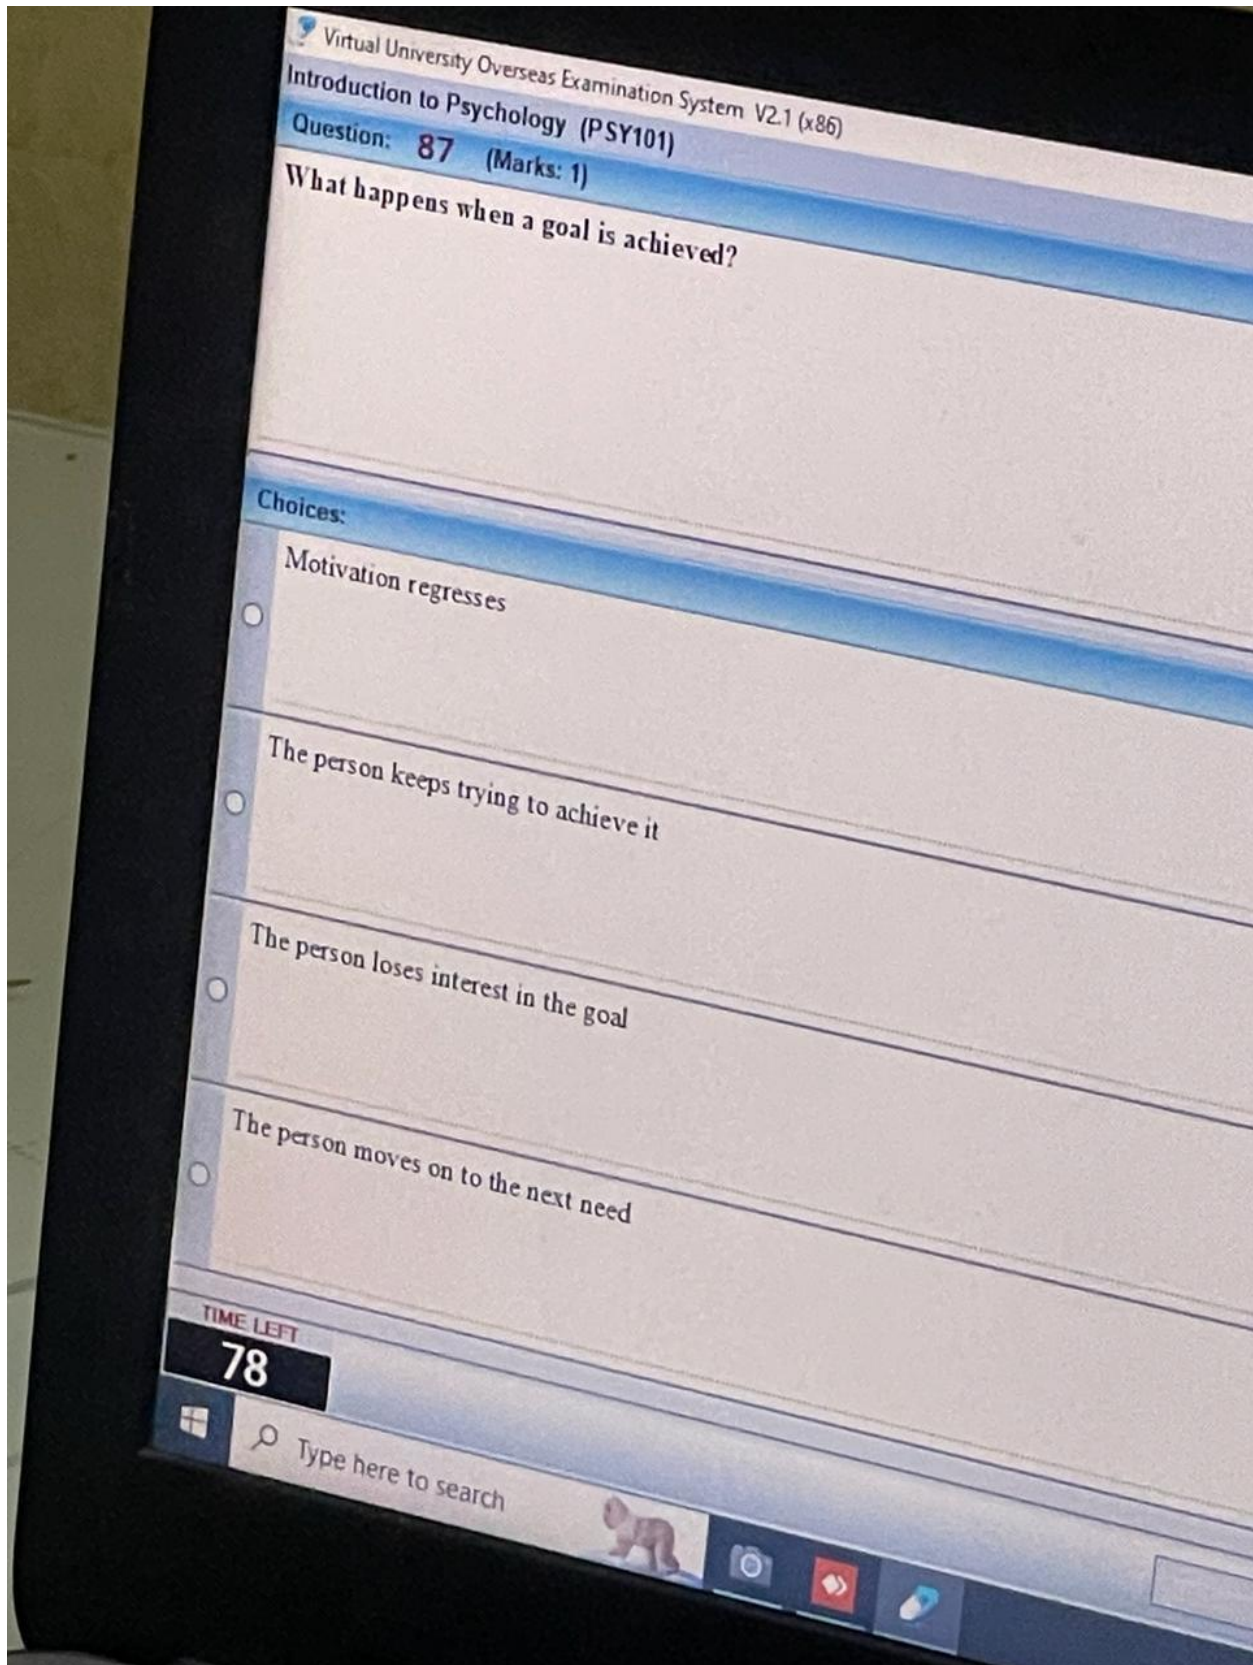 Virtual University Overseas Examination System V2.1 (x86)
Introduction to Psychology (PSY101)
Question: 87 (Marks: 1)
What happens when a goal is achieved?
Choices:
Motivation regresses
The person keeps trying to achieve it
The person loses interest in the goal
The person moves on to the next need
TIME LEFT
78
Type here to search